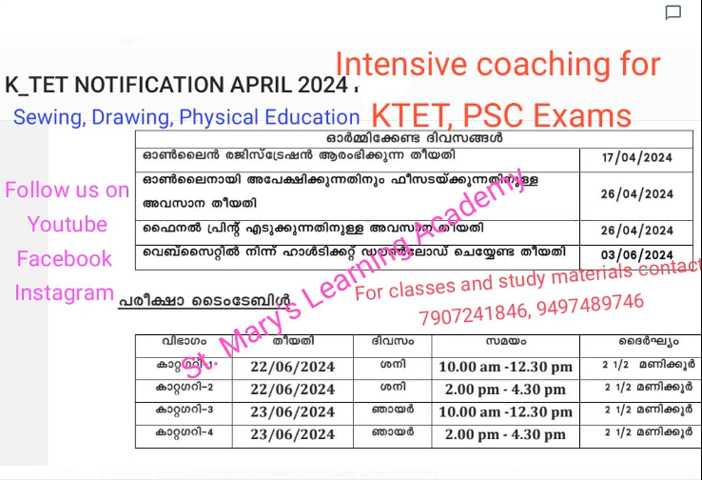 Intensive coaching for
K_TET NOTIFICATION APRIL 2024
Sewing, Drawing, Physical Education
KTET, PSC Exams
ഓർമ്മിക്കേണ്ട ദിവസങ്ങൾ
ഓൺലൈൻ രജിസ്ട്രേഷൻ ആരംഭിക്കുന്ന തീയതി 17/04/2024
ഓൺലൈനായി അപേക്ഷിക്കുന്നതിനും ഫീസടയ്ക്കുന്നതിനുള്ള
അവസാന തീയതി 26/04/2024
ഫൈനൽ പ്രിന്റ് എടുക്കുന്നതിനുള്ള അവസാന തീയതി 26/04/2024
വെബ്സൈറ്റിൽ നിന്ന് ഹാൾടിക്കറ്റ് ഡൗൺലോഡ് ചെയ്യേണ്ട തീയതി 03/06/2024
Follow us on
Youtube
Facebook
Instagram
St. Mary's Learning Academy
For classes and study materials contact
7907241846, 9497489746
പരീക്ഷാ ടൈംടേബിൾ
വിഭാഗം തീയതി ദിവസം സമയം ദൈർഘ്യം
കാറ്റഗറി-1 22/06/2024 ശനി 10.00 am -12.30 pm 2 1/2 മണിക്കൂർ
കാറ്റഗറി-2 22/06/2024 ശനി 2.00 pm - 4.30 pm 2 1/2 മണിക്കൂർ
കാറ്റഗറി-3 23/06/2024 ഞായർ 10.00 am -12.30 pm 2 1/2 മണിക്കൂർ
കാറ്റഗറി-4 23/06/2024 ഞായർ 2.00 pm - 4.30 pm 2 1/2 മണിക്കൂർ